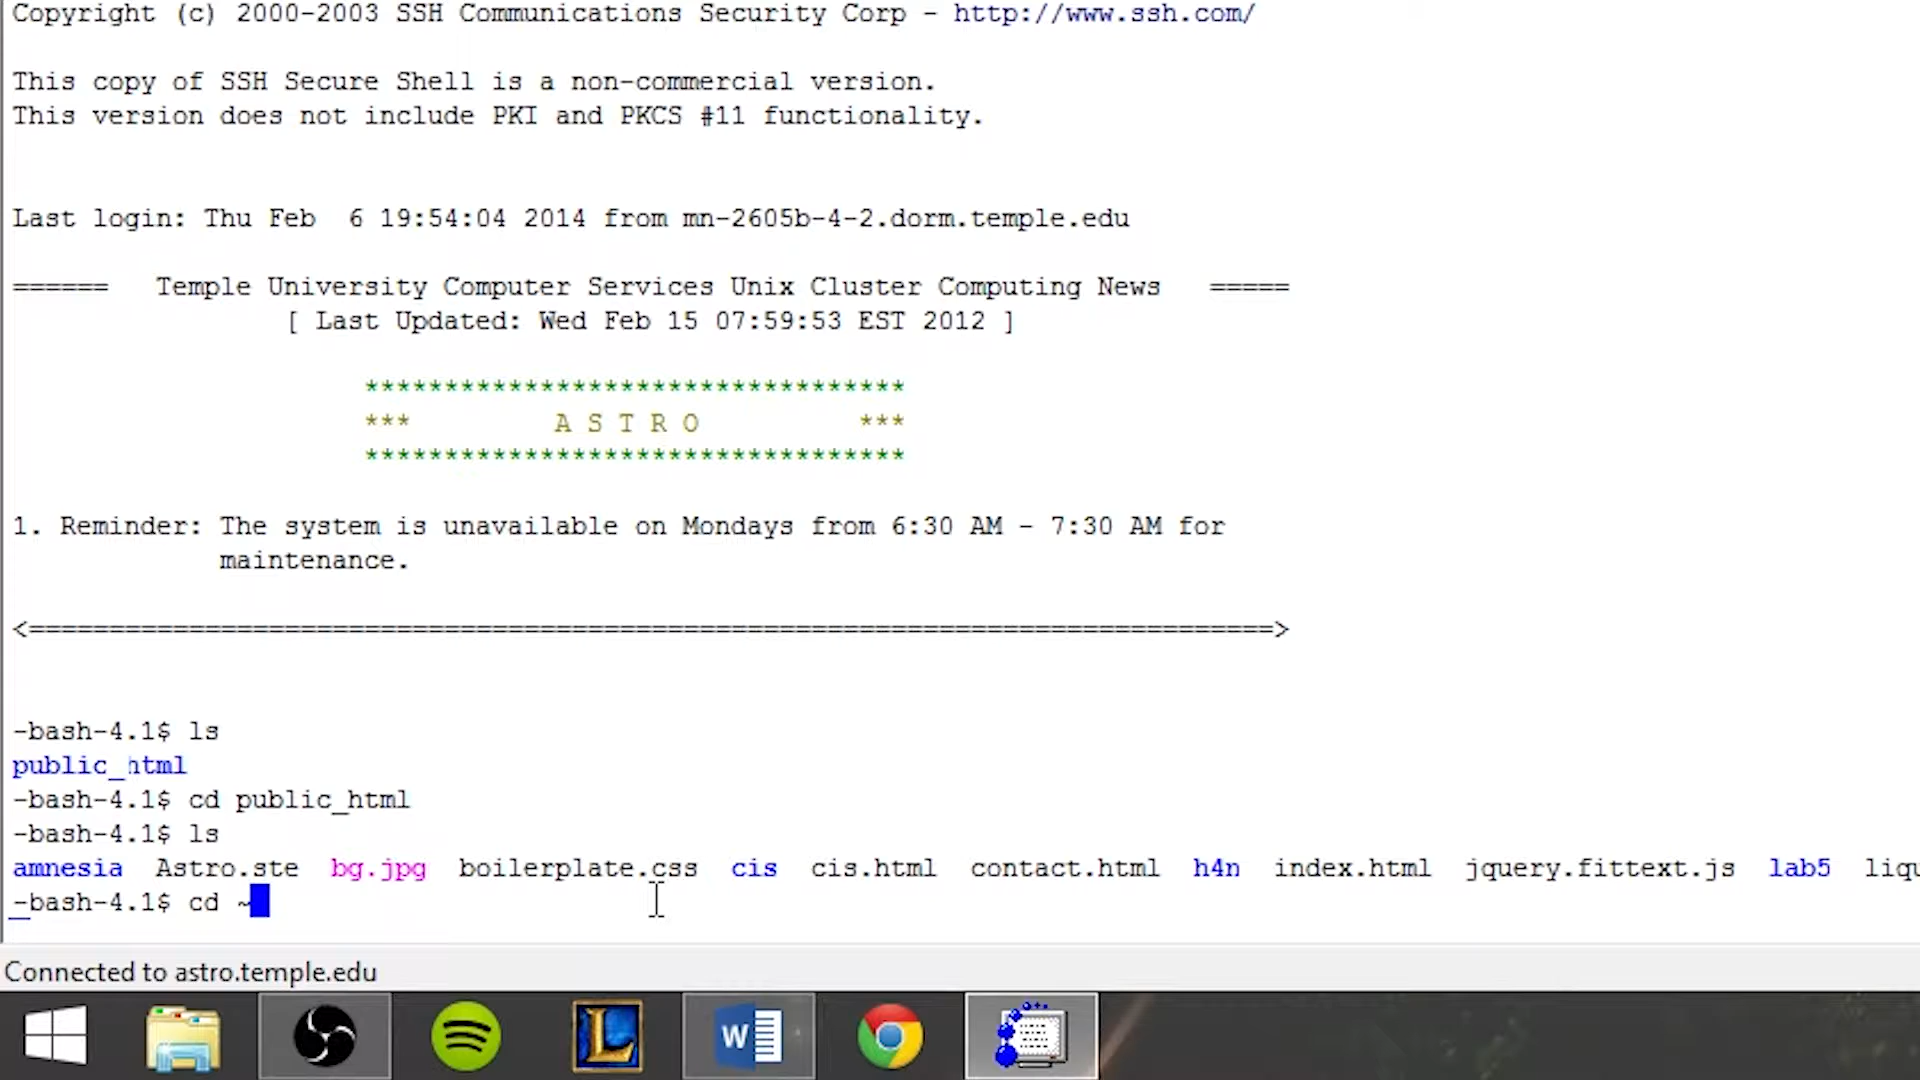 Copyright (c) 2000-2003 SSH Communications Security Corp - http://www.ssh.com/
This copy of SSH Secure Shell is a non-commercial version.
This version does not include PKI and PKCS #11 functionality.
Last login: Thu Feb  6 19:54:04 2014 from mn-2605b-4-2.dorm.temple.edu
======   Temple University Computer Services Unix Cluster Computing News   =====
[ Last Updated: Wed Feb 15 07:59:53 EST 2012 ]
**********************************
***         A S T R O          ***
**********************************
1. Reminder: The system is unavailable on Mondays from 6:30 AM - 7:30 AM for
maintenance.
<==============================================================================>
-bash-4.1$ ls
public_html
-bash-4.1$ cd public_html
-bash-4.1$ ls
amnesia  Astro.ste  bg.jpg  boilerplate.css  cis  cis.html  contact.html  h4n  index.html  jquery.fittext.js  lab5  liqu
-bash-4.1$ cd ~
Connected to astro.temple.edu